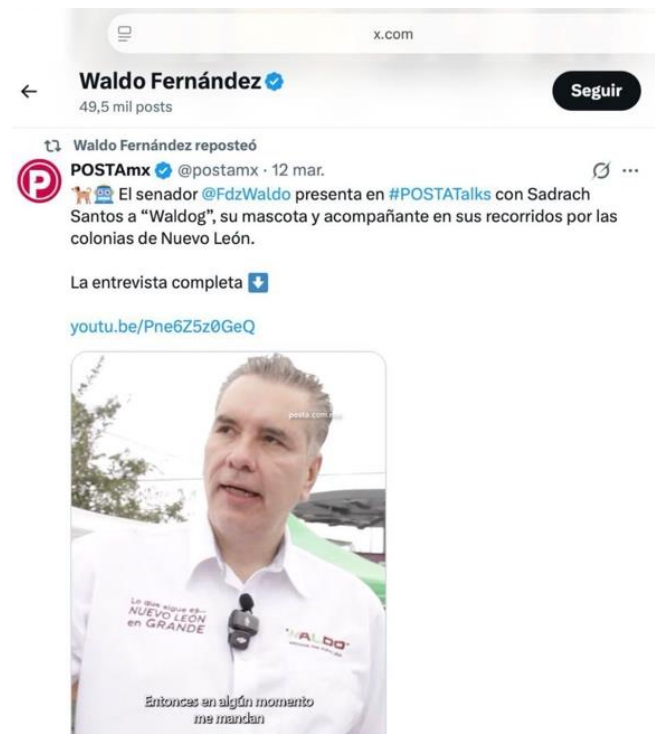 x.com
Waldo Fernández
49,5 mil posts
Seguir
Waldo Fernández reposteó
POSTAmx @postamx · 12 mar.
El senador @FdzWaldo presenta en #POSTATalks con Sadrach
Santos a “Waldog”, su mascota y acompañante en sus recorridos por las
colonias de Nuevo León.
La entrevista completa
youtu.be/Pne6Z5z0GeQ
Lo que sigue es
NUEVO LEÓN
en GRANDE
WALDO
Entonces en algún momento
me mandan